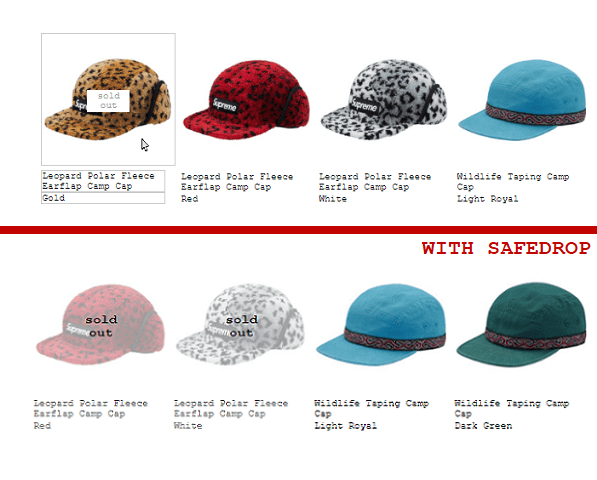 sold
out
Supreme
Supreme
Supreme
Leopard Polar Fleece
Earflap Camp Cap
Gold
Leopard Polar Fleece
Earflap Camp Cap
Red
Leopard Polar Fleece
Earflap Camp Cap
White
Wildlife Taping Camp
Cap
Light Royal
WITH SAFEDROP
sold
out
Supreme
sold
out
Supreme
Leopard Polar Fleece
Earflap Camp Cap
Red
Leopard Polar Fleece
Earflap Camp Cap
White
Wildlife Taping Camp
Cap
Light Royal
Wildlife Taping Camp
Cap
Dark Green